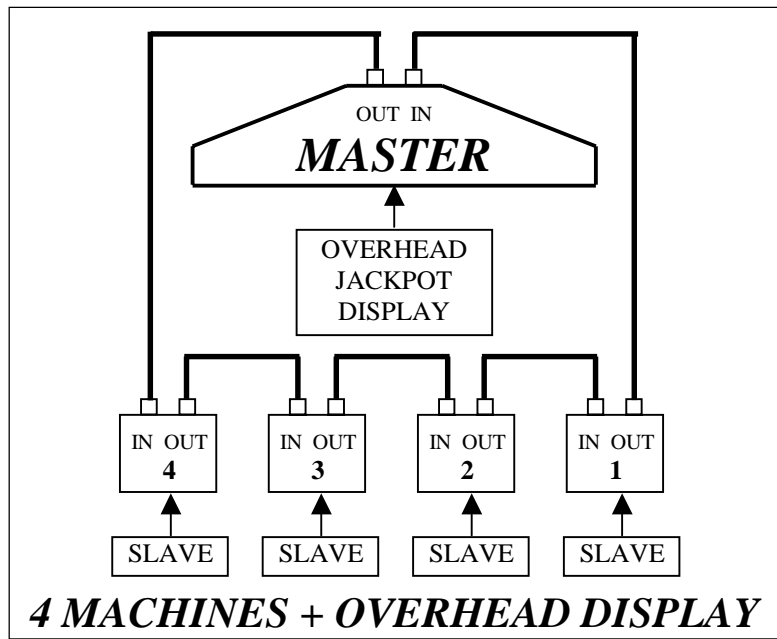 OUT IN
MASTER
OVERHEAD
JACKPOT
DISPLAY
IN OUT IN OUT IN OUT IN OUT
4 3 2 1
SLAVE SLAVE SLAVE SLAVE
4 MACHINES + OVERHEAD DISPLAY